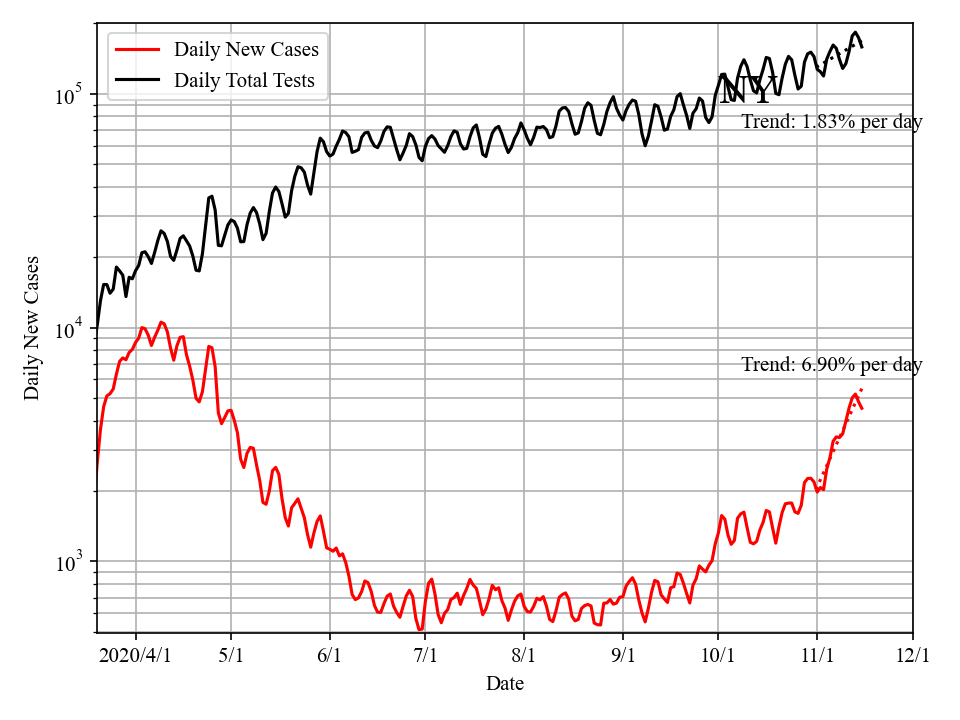 Daily New Cases
Daily Total Tests
NY
Trend: 1.83% per day
Trend: 6.90% per day
Daily New Cases
10^5
10^4
10^3
2020/4/1 5/1 6/1 7/1 8/1 9/1 10/1 11/1 12/1
Date